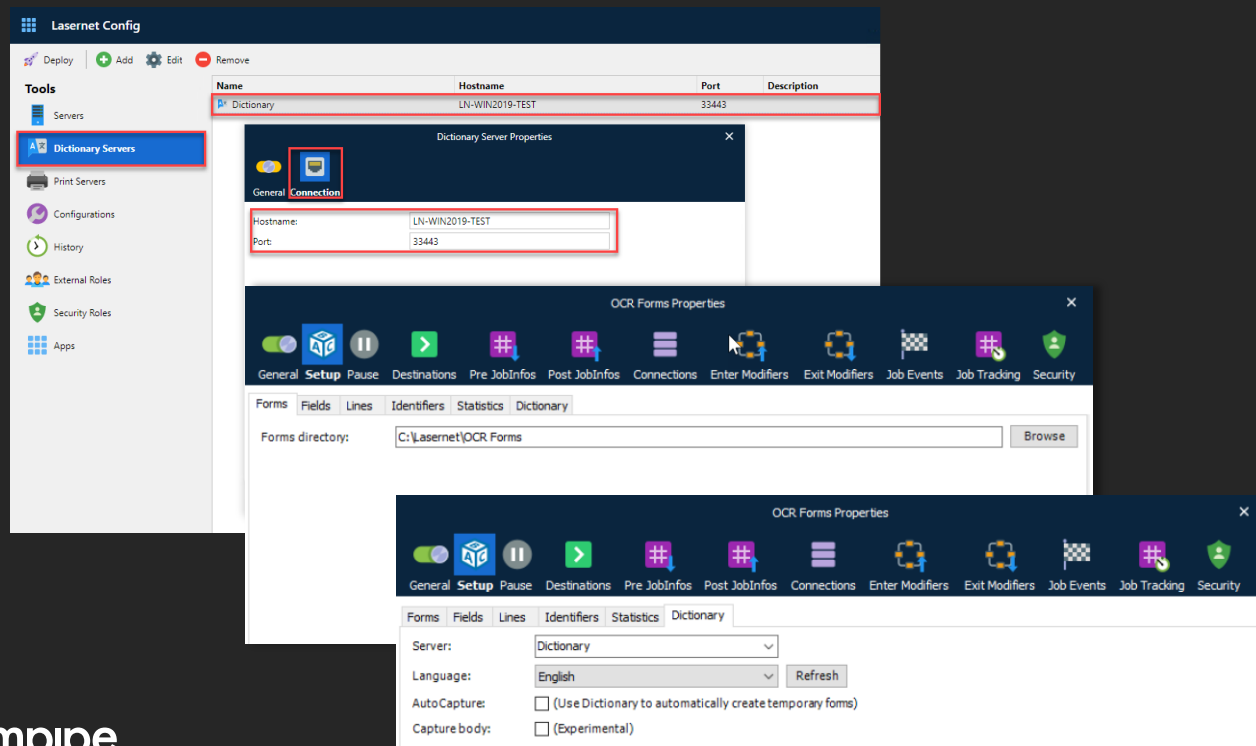 Lasernet Config
Deploy Add Edit Remove
Tools
Servers
Dictionary Servers
Print Servers
Configurations
History
External Roles
Security Roles
Apps
Name Hostname Port Description
Dictionary LN-WIN2019-TEST 33443
Dictionary Server Properties
General Connection
Hostname: LN-WIN2019-TEST
Port: 33443
OCR Forms Properties
General Setup Pause Destinations Pre JobInfos Post JobInfos Connections Enter Modifiers Exit Modifiers Job Events Job Tracking Security
Forms Fields Lines Identifiers Statistics Dictionary
Forms directory: C:\Lasernet\OCR Forms Browse
OCR Forms Properties
General Setup Pause Destinations Pre JobInfos Post JobInfos Connections Enter Modifiers Exit Modifiers Job Events Job Tracking Security
Forms Fields Lines Identifiers Statistics Dictionary
Server: Dictionary
Language: English Refresh
AutoCapture: (Use Dictionary to automatically create temporary forms)
Capture body: (Experimental)